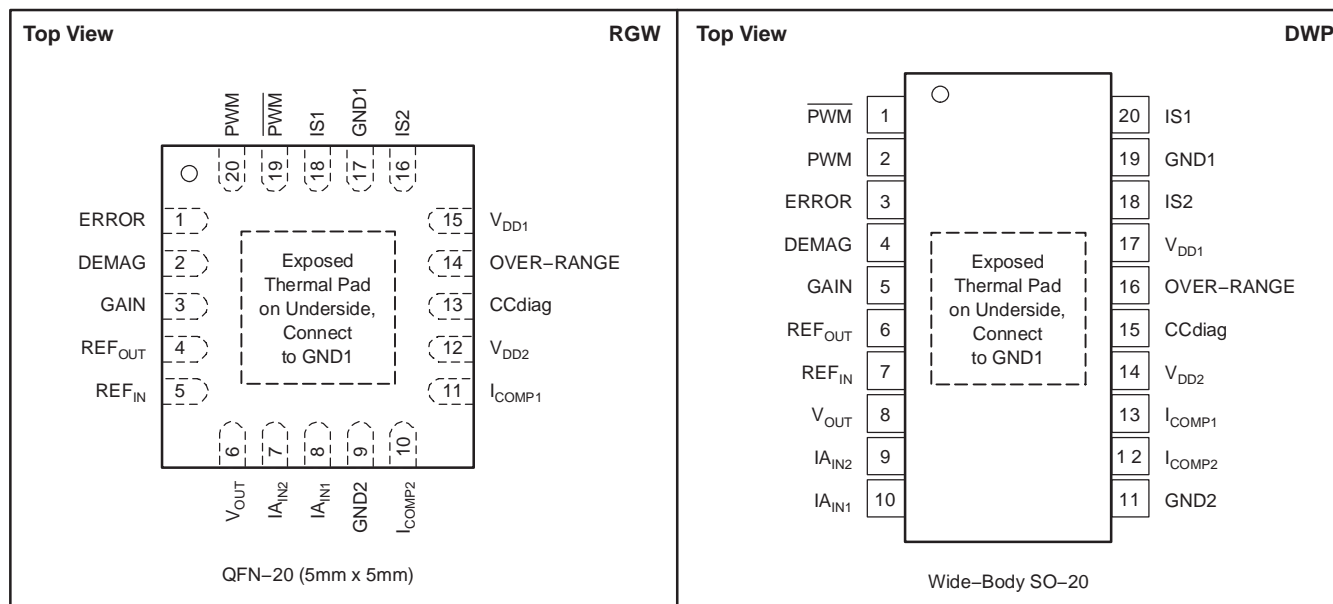 Top View
RGW
PWM
P̅W̅M̅
IS1
GND1
IS2
20
19
18
17
16
ERROR
1
DEMAG
2
GAIN
3
REF_OUT
4
REF_IN
5
Exposed
Thermal Pad
on Underside,
Connect
to GND1
15
V_DD1
14
OVER−RANGE
13
CCdiag
12
V_DD2
11
I_COMP1
6
7
8
9
10
V_OUT
IA_IN2
IA_IN1
GND2
I_COMP2
QFN−20 (5mm x 5mm)
Top View
DWP
P̅W̅M̅
1
PWM
2
ERROR
3
DEMAG
4
GAIN
5
REF_OUT
6
REF_IN
7
V_OUT
8
IA_IN2
9
IA_IN1
10
Exposed
Thermal Pad
on Underside,
Connect
to GND1
20
IS1
19
GND1
18
IS2
17
V_DD1
16
OVER−RANGE
15
CCdiag
14
V_DD2
13
I_COMP1
1 2
I_COMP2
11
GND2
Wide−Body SO−20